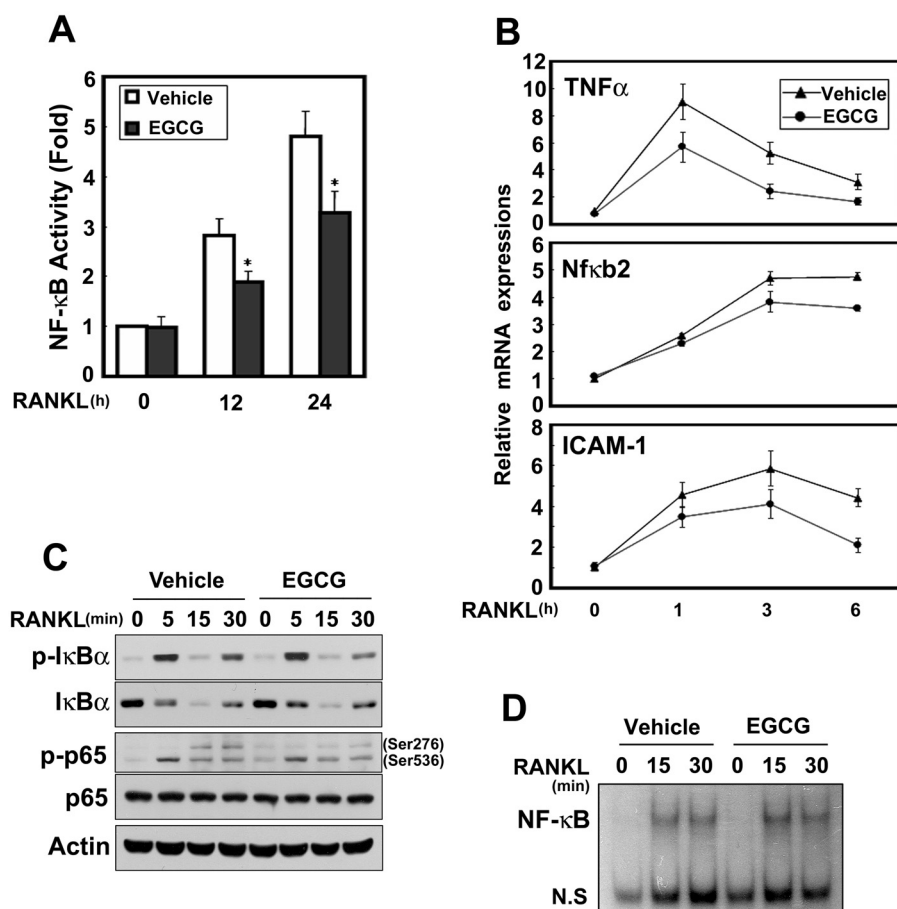 A
NF-κB Activity (Fold)
6
5
4
3
2
1
0
Vehicle
EGCG
*
*
RANKL(h) 0 12 24
B
Relative mRNA expressions
12
10
8
6
4
2
0
TNFα
Vehicle
EGCG
6
5
4
3
2
1
0
Nfκb2
8
6
4
2
0
ICAM-1
RANKL(h) 0 1 3 6
C
Vehicle EGCG
RANKL(min) 0 5 15 30 0 5 15 30
p-IκBα
IκBα
p-p65
(Ser276)
(Ser536)
p65
Actin
D
Vehicle EGCG
RANKL 0 15 30 0 15 30
(min)
NF-κB
N.S